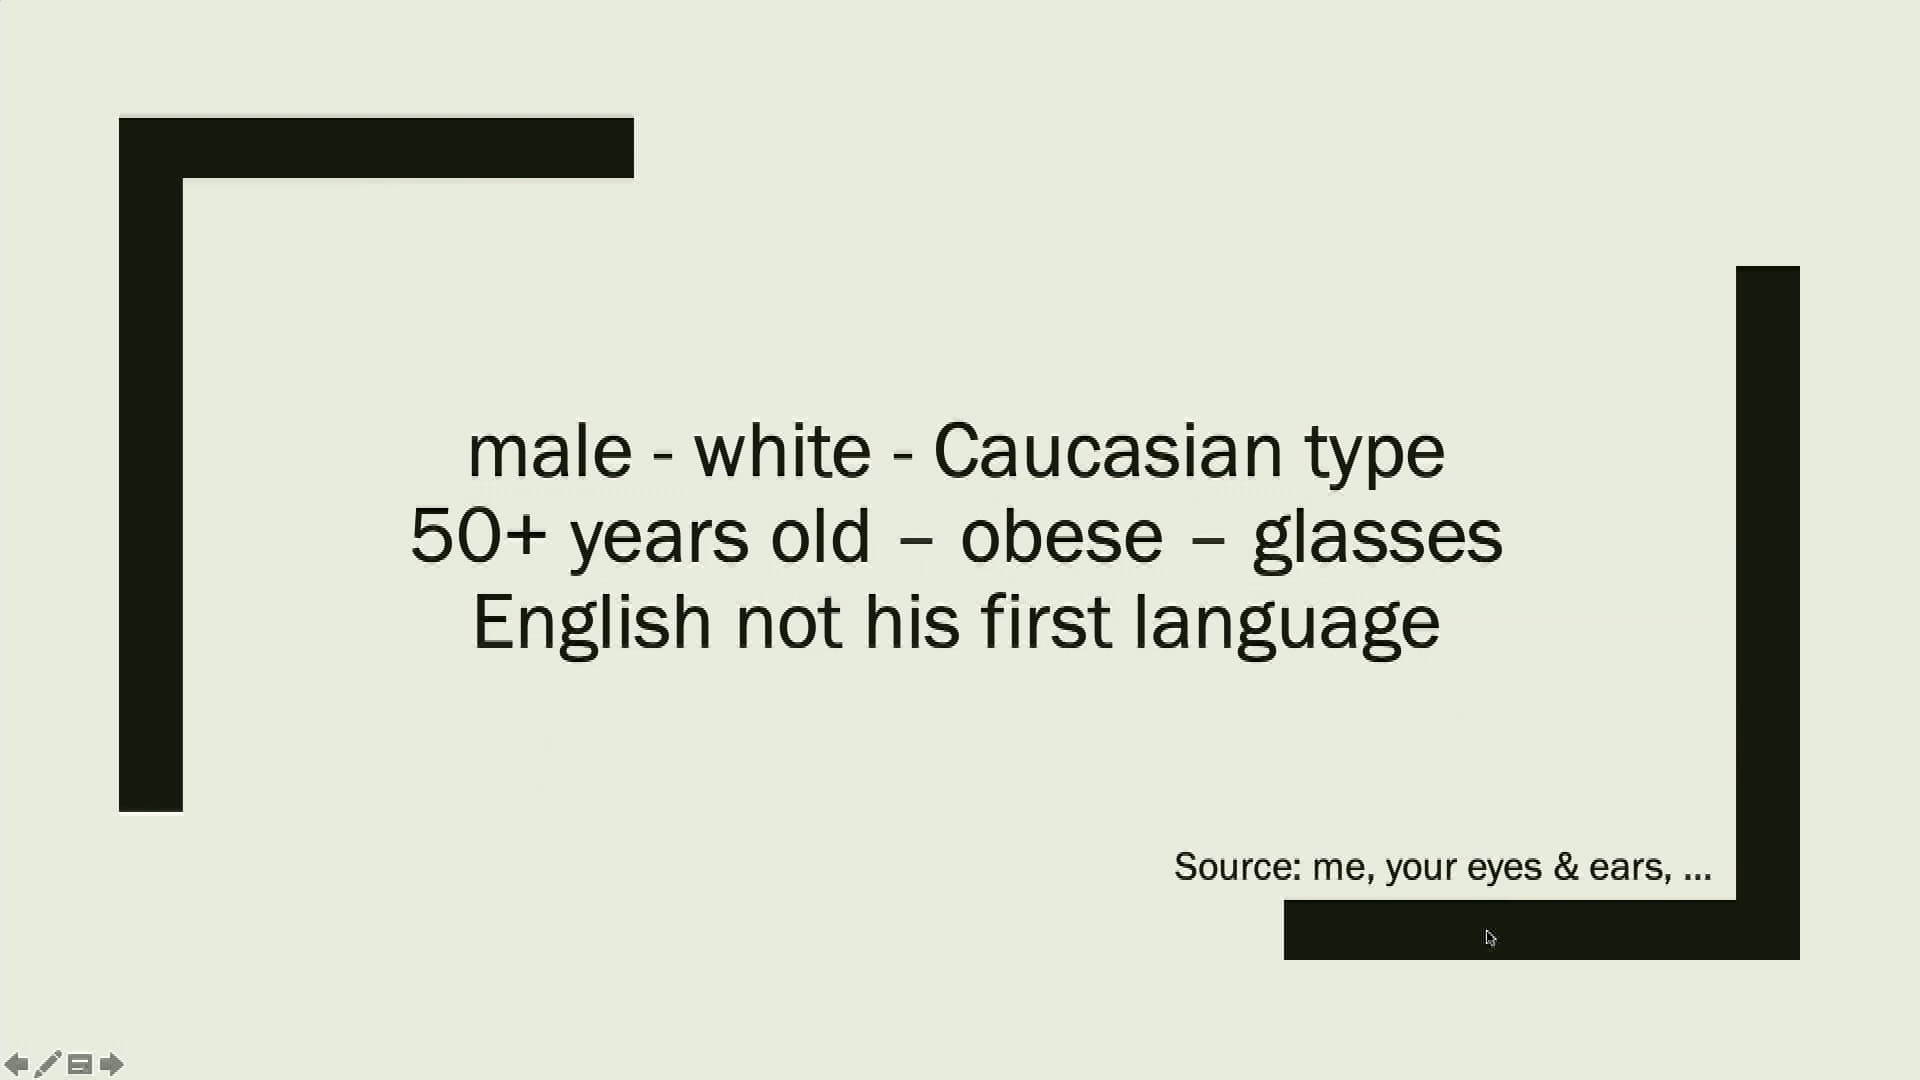 male - white - Caucasian type
50+ years old – obese – glasses
English not his first language
Source: me, your eyes & ears, ...